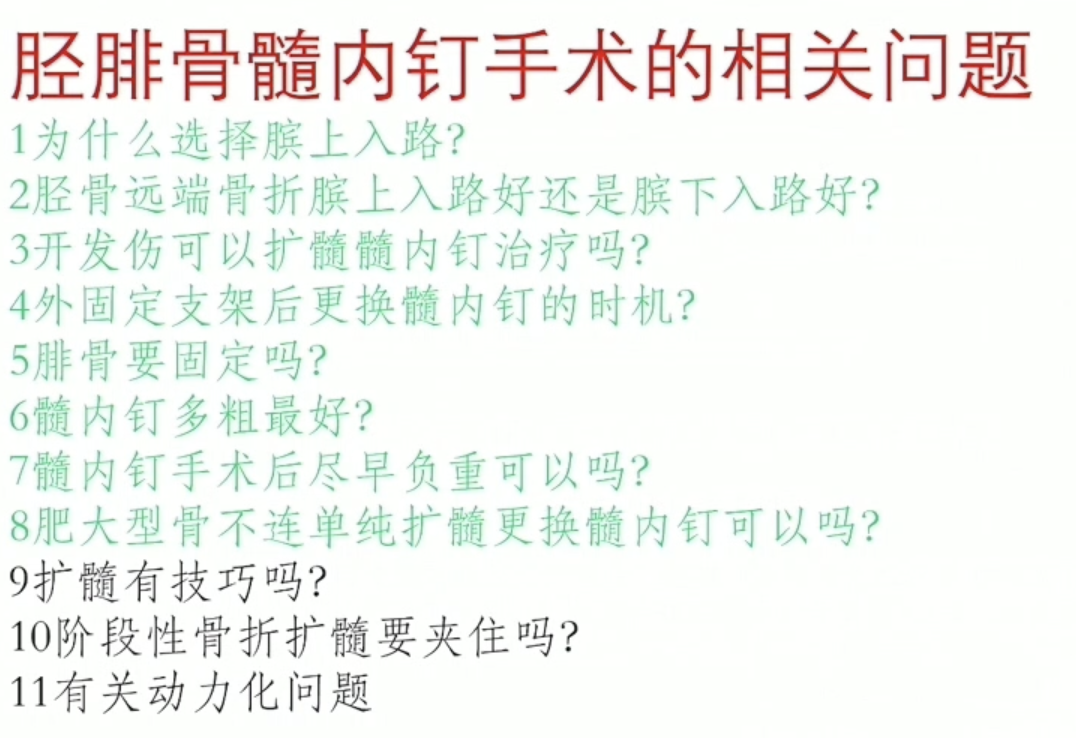 胫腓骨髓内钉手术的相关问题
1为什么选择膑上入路?
2胫骨远端骨折膑上入路好还是膑下入路好?
3开发伤可以扩髓髓内钉治疗吗?
4外固定支架后更换髓内钉的时机?
5腓骨要固定吗?
6髓内钉多粗最好?
7髓内钉手术后尽早负重可以吗?
8肥大型骨不连单纯扩髓更换髓内钉可以吗?
9扩髓有技巧吗?
10阶段性骨折扩髓要夹住吗?
11有关动力化问题